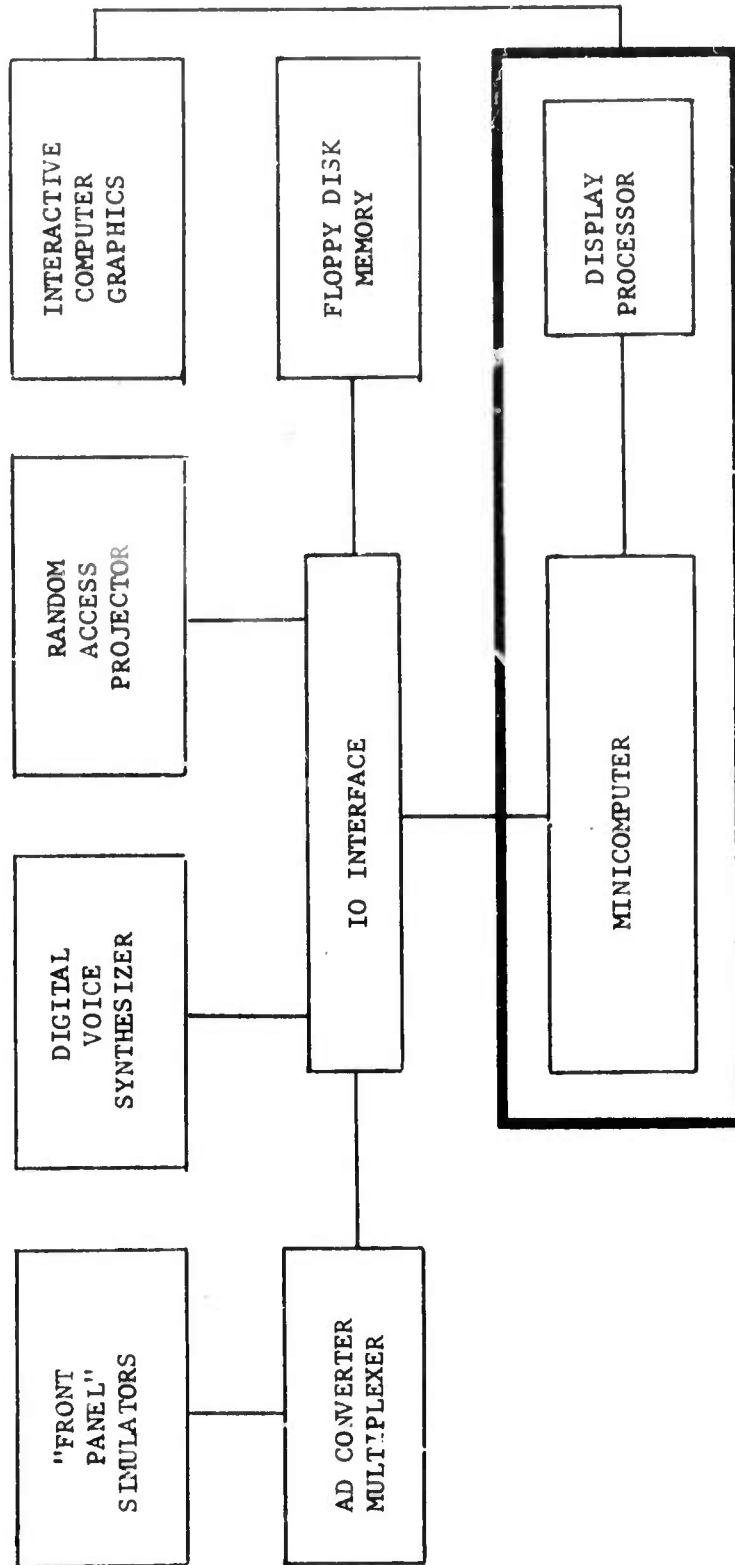 "FRONT
PANEL"
SIMULATORS
DIGITAL
VOICE
SYNTHESIZER
RANDOM
ACCESS
PROJECTOR
INTERACTIVE
COMPUTER
GRAPHICS
AD CONVERTER
MULTIPLEXER
IO INTERFACE
FLOPPY DISK
MEMORY
MINICOMPUTER
DISPLAY
PROCESSOR